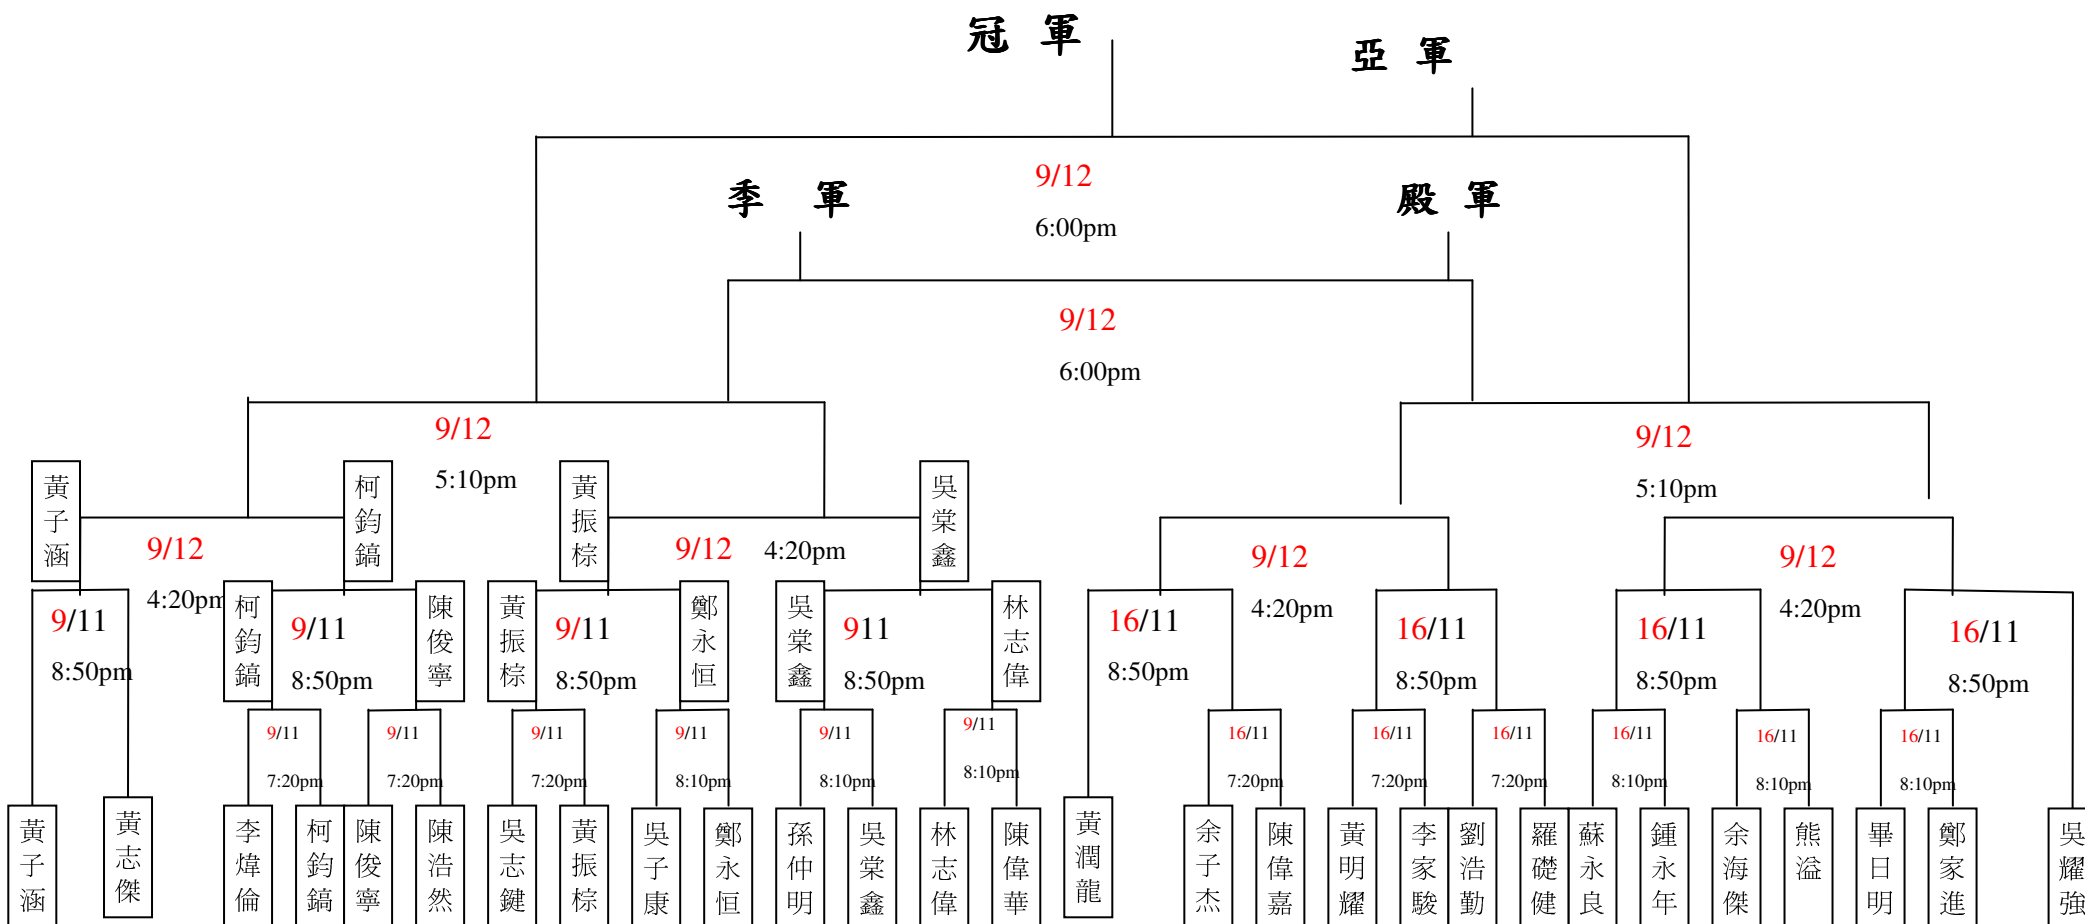 冠 軍
亞 軍
9/12
6:00pm
季 軍
殿 軍
9/12
6:00pm
9/12
5:10pm
9/12
5:10pm
黃子涵
柯鈞鎬
黃振棕
吳棠鑫
9/12
4:20pm
9/12 4:20pm
9/12
4:20pm
9/12
4:20pm
9/11
8:50pm
柯鈞鎬
9/11
8:50pm
陳俊寧
黃振棕
9/11
8:50pm
鄭永恒
吳棠鑫
911
8:50pm
林志偉
16/11
8:50pm
16/11
8:50pm
16/11
8:50pm
16/11
8:50pm
9/11
7:20pm
9/11
7:20pm
9/11
7:20pm
9/11
8:10pm
9/11
8:10pm
9/11
8:10pm
16/11
7:20pm
16/11
7:20pm
16/11
7:20pm
16/11
8:10pm
16/11
8:10pm
16/11
8:10pm
黃子涵
黃志傑
李煒倫
柯鈞鎬
陳俊寧
陳浩然
吳志鍵
黃振棕
吳子康
鄭永恒
孫仲明
吳棠鑫
林志偉
陳偉華
黃潤龍
余子杰
陳偉嘉
黃明耀
李家駿
劉浩勤
羅礎健
蘇永良
鍾永年
余海傑
熊溢
畢日明
鄭家進
吳耀強